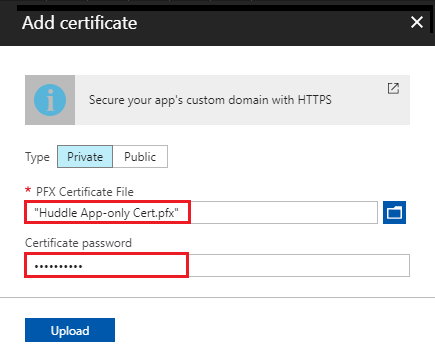 Add certificate
Secure your app's custom domain with HTTPS
Type Private Public
* PFX Certificate File
"Huddle App-only Cert.pfx"
Certificate password
••••••••••
Upload